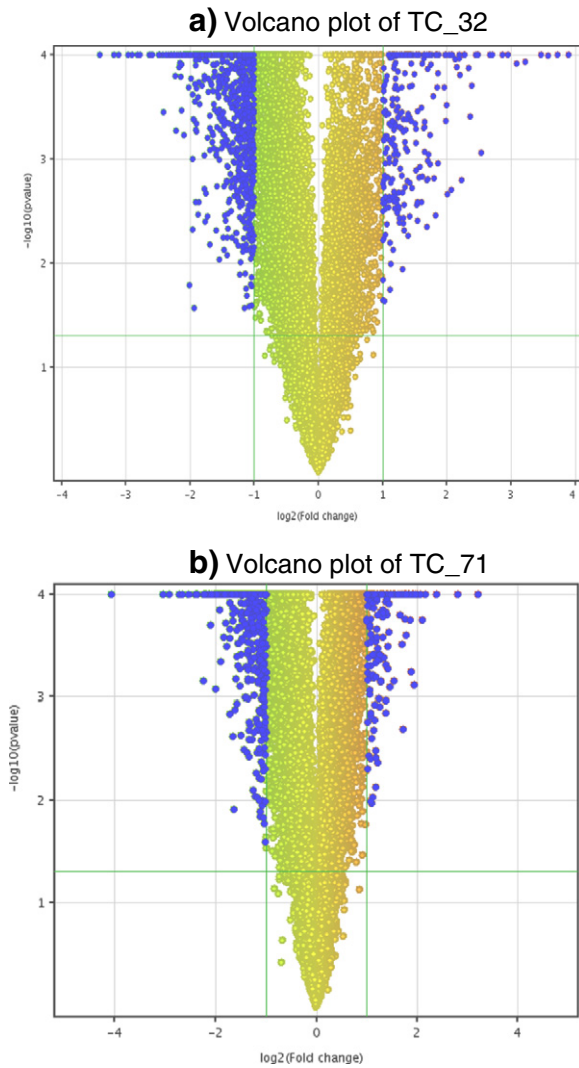 a) Volcano plot of TC_32
4
3
2
1
-log10(pvalue)
-4 -3 -2 -1 0 1 2 3 4
log2(Fold change)
b) Volcano plot of TC_71
4
3
2
1
-log10(pvalue)
-4 -2 0 2 4
log2(Fold change)